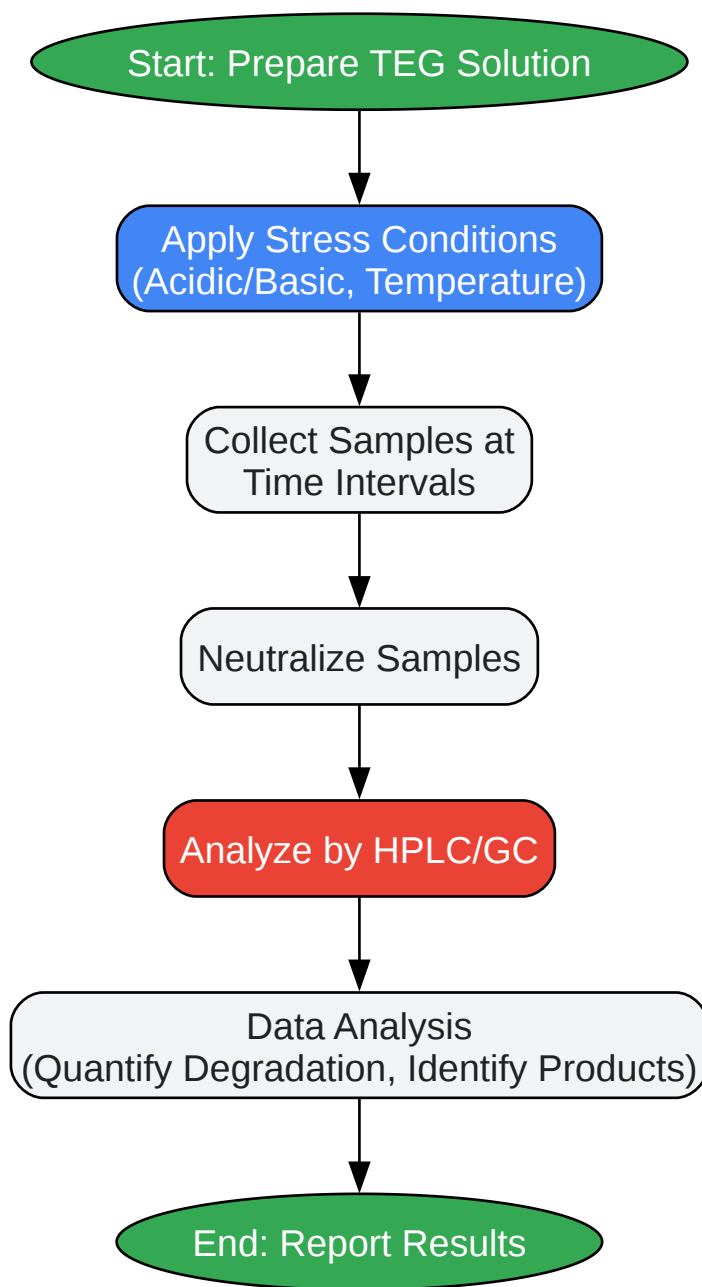 Start: Prepare TEG Solution
Apply Stress Conditions
(Acidic/Basic, Temperature)
Collect Samples at
Time Intervals
Neutralize Samples
Analyze by HPLC/GC
Data Analysis
(Quantify Degradation, Identify Products)
End: Report Results